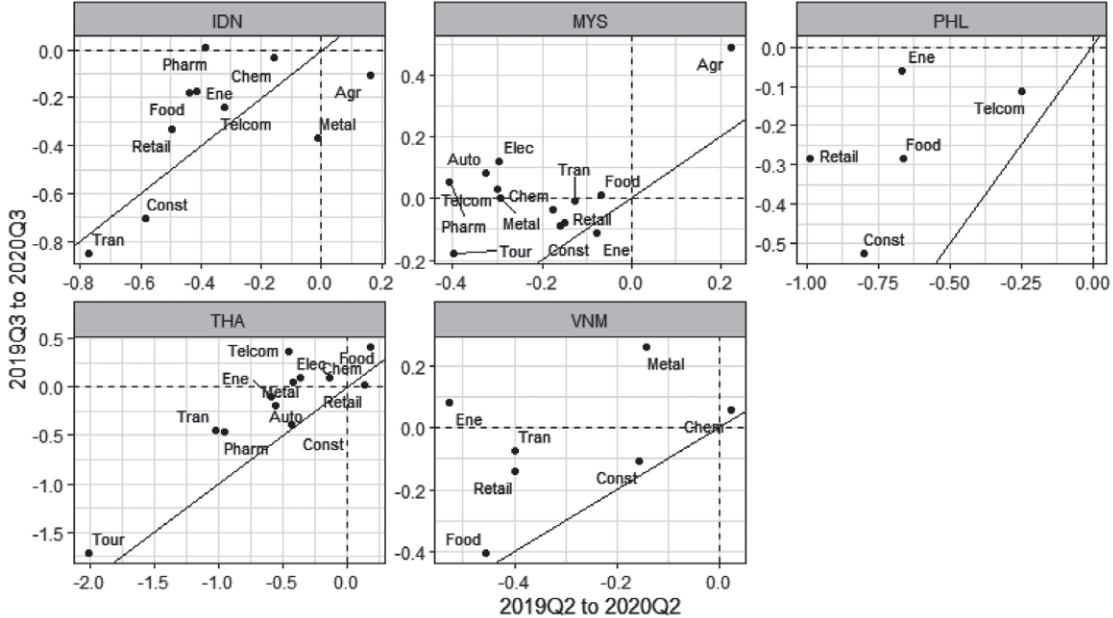 IDN
MYS
PHL
0.0
-0.2
-0.4
-0.6
-0.8
Pharm
Chem
Agr
Food
Ene
Telcom
Metal
Retail
Const
Tran
-0.8 -0.6 -0.4 -0.2 0.0 0.2
0.4
0.2
0.0
-0.2
Agr
Auto
Elec
Tran
Food
Telcom
Chem
Pharm
Metal
Retail
Tour
Const
Ene
-0.4 -0.2 0.0 0.2
0.0
-0.1
-0.2
-0.3
-0.4
-0.5
Ene
Telcom
Retail
Food
Const
-1.00 -0.75 -0.50 -0.25 0.00
2019Q3 to 2020Q3
THA
VNM
0.5
0.0
-0.5
-1.0
-1.5
Telcom
Food
Elec
Chem
Ene
Metal
Retail
Tran
Auto
Pharm
Const
Tour
-2.0 -1.5 -1.0 -0.5 0.0
0.2
0.0
-0.2
-0.4
Metal
Ene
Chem
Tran
Const
Retail
Food
-0.4 -0.2 0.0
2019Q2 to 2020Q2